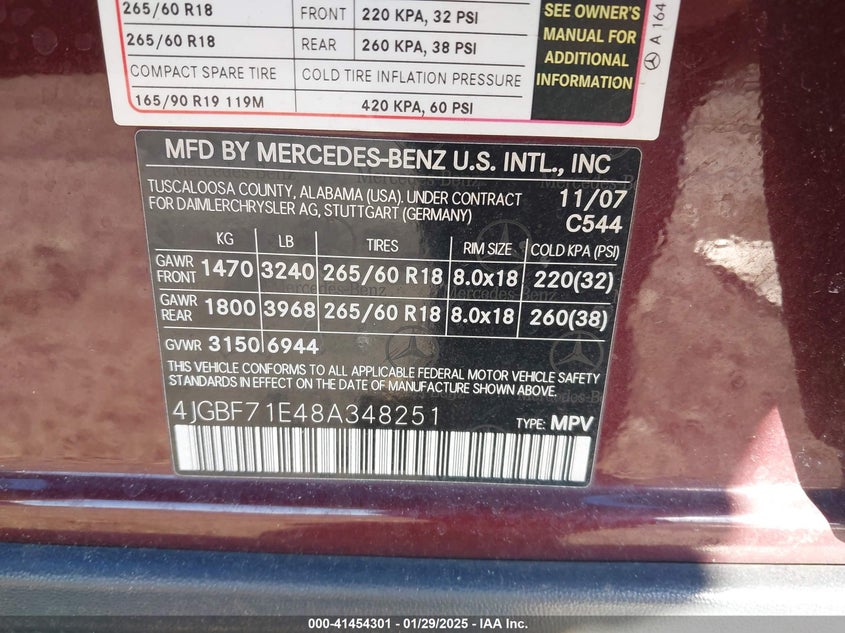 265/60 R18 FRONT 220 KPA, 32 PSI
265/60 R18 REAR 260 KPA, 38 PSI
COMPACT SPARE TIRE COLD TIRE INFLATION PRESSURE
165/90 R19 119M 420 KPA, 60 PSI
SEE OWNER'S
MANUAL FOR
ADDITIONAL
INFORMATION
A 164
MFD BY MERCEDES-BENZ U.S. INTL., INC
TUSCALOOSA COUNTY, ALABAMA (USA). UNDER CONTRACT
FOR DAIMLERCHRYSLER AG, STUTTGART (GERMANY)
11/07
C544
KG LB TIRES RIM SIZE COLD KPA (PSI)
GAWR FRONT 1470 3240 265/60 R18 8.0x18 220(32)
GAWR REAR 1800 3968 265/60 R18 8.0x18 260(38)
GVWR 3150 6944
THIS VEHICLE CONFORMS TO ALL APPLICABLE FEDERAL MOTOR VEHICLE SAFETY
STANDARDS IN EFFECT ON THE DATE OF MANUFACTURE SHOWN ABOVE.
4JGBF71E48A348251 TYPE: MPV
000-41454301 - 01/29/2025 - IAA Inc.